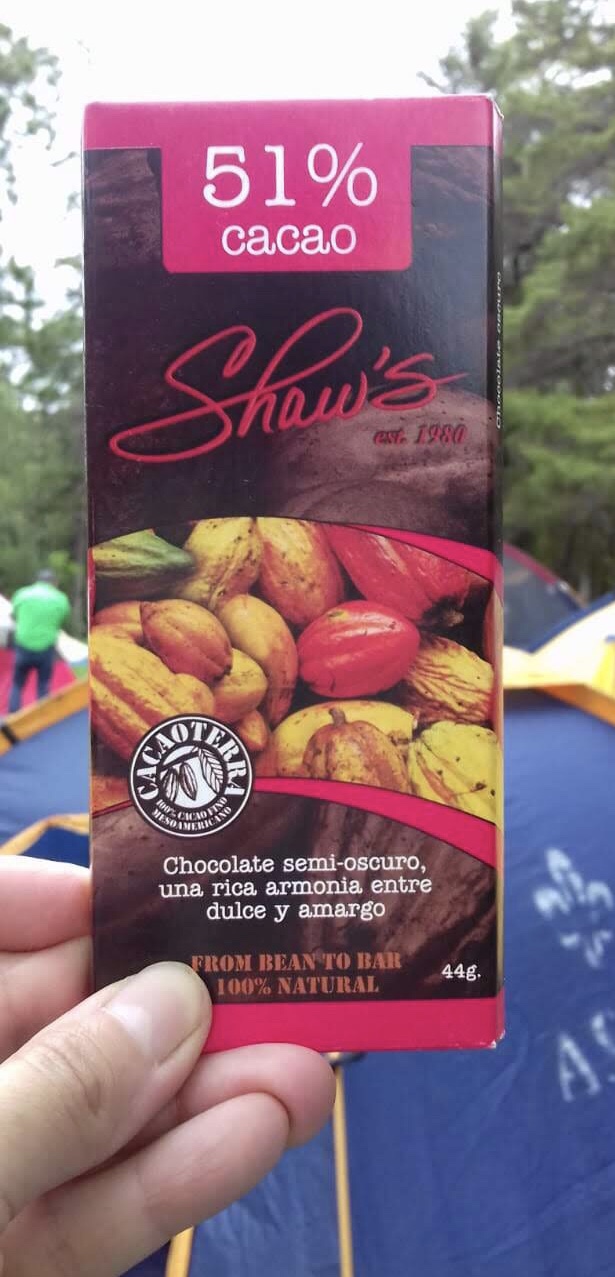 51%
cacao
Shaw's
est. 1980
Chocolate oscuro
CACAOTERRA
100% CACAO FINO
MESOAMERICANO
Chocolate semi-oscuro,
una rica armonia entre
dulce y amargo
FROM BEAN TO BAR
100% NATURAL
44g.
AS